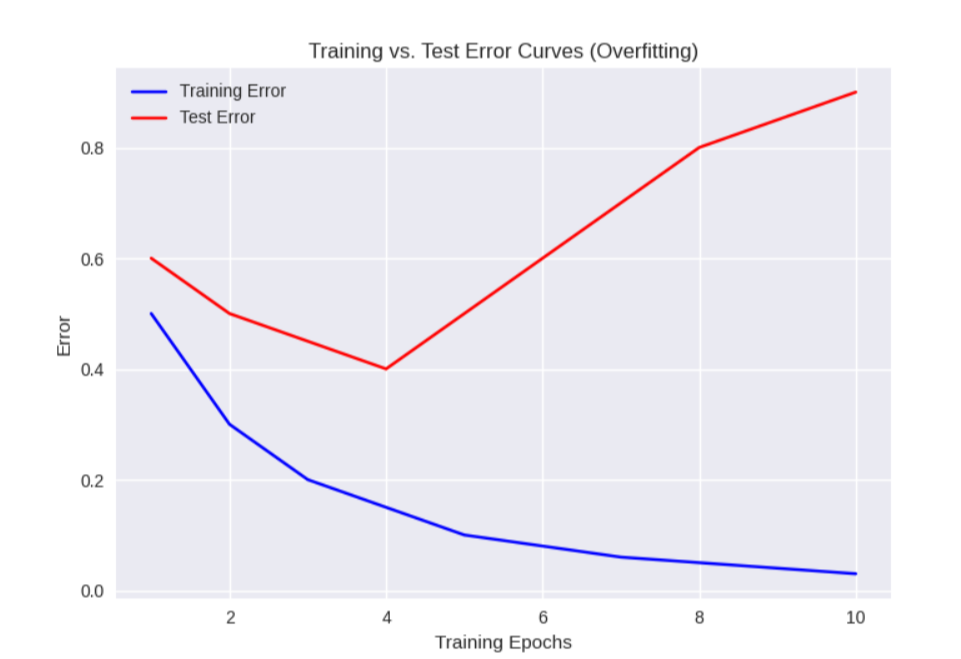 Training vs. Test Error Curves (Overfitting)
Training Error
Test Error
0.8
0.6
0.4
0.2
0.0
Error
2 4 6 8 10
Training Epochs